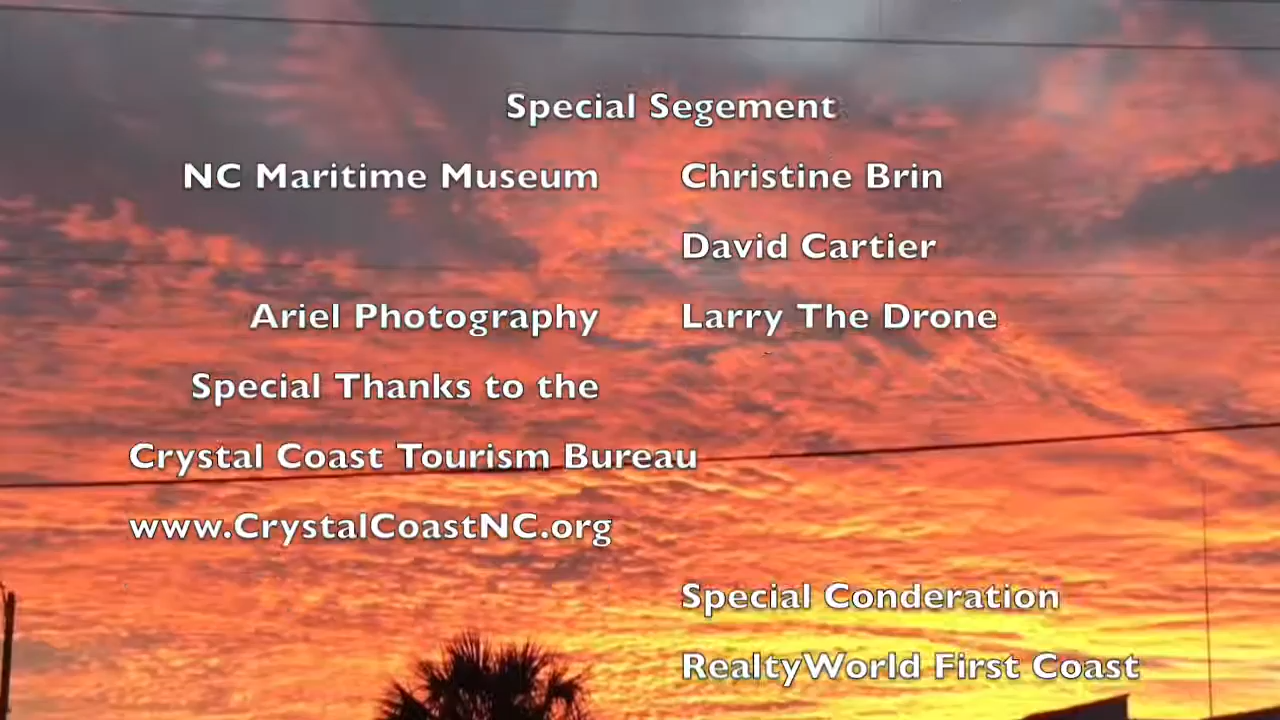 Special Segement
NC Maritime Museum Christine Brin
David Cartier
Ariel Photography Larry The Drone
Special Thanks to the
Crystal Coast Tourism Bureau
www.CrystalCoastNC.org
Special Conderation
RealtyWorld First Coast